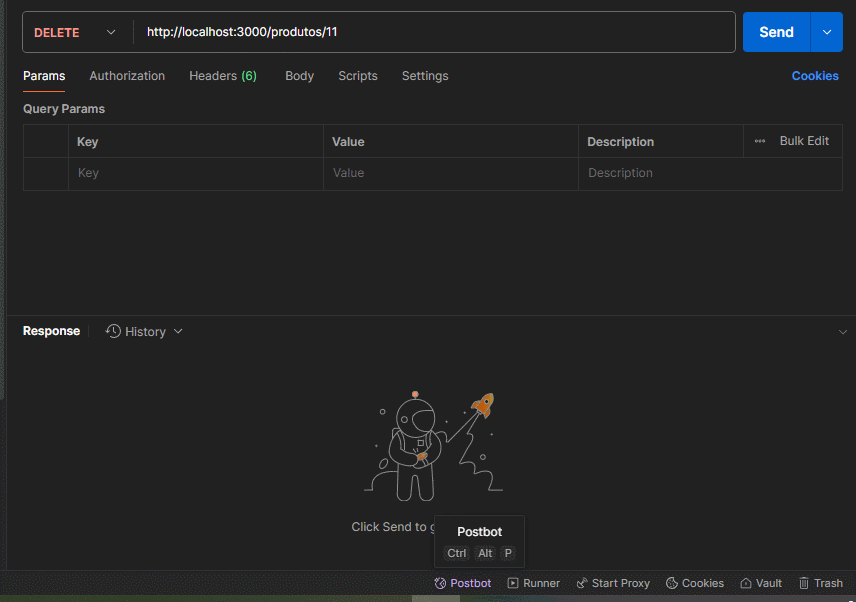 DELETE http://localhost:3000/produtos/11 Send
Params Authorization Headers (6) Body Scripts Settings Cookies
Query Params
Key Value Description Bulk Edit
Key Value Description
Response History
Click Send to
Postbot
Ctrl Alt P
Postbot Runner Start Proxy Cookies Vault Trash